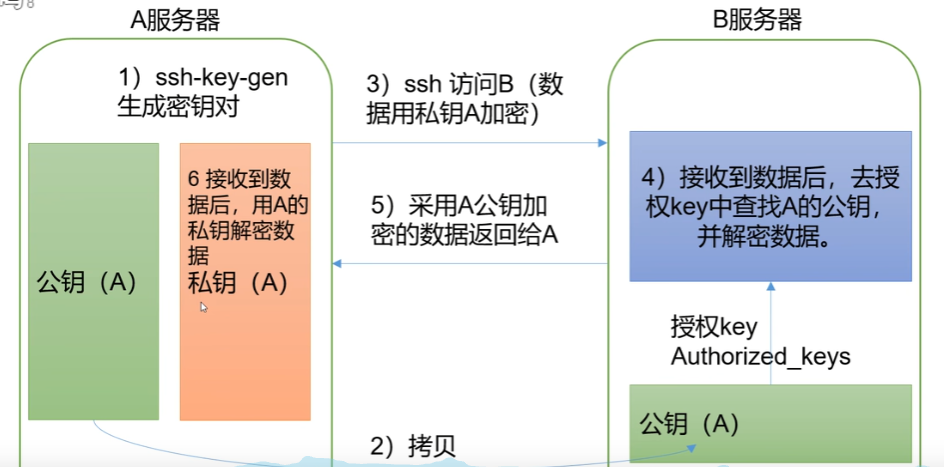 A服务器
B服务器
1）ssh-key-gen
生成密钥对
3）ssh 访问B（数
据用私钥A加密）
公钥（A）
6 接收到数
据后，用A的
私钥解密数
据
私钥（A）
5）采用A公钥加
密的数据返回给A
4）接收到数据后，去授
权key中查找A的公钥，
并解密数据。
授权key
Authorized_keys
公钥（A）
2）拷贝